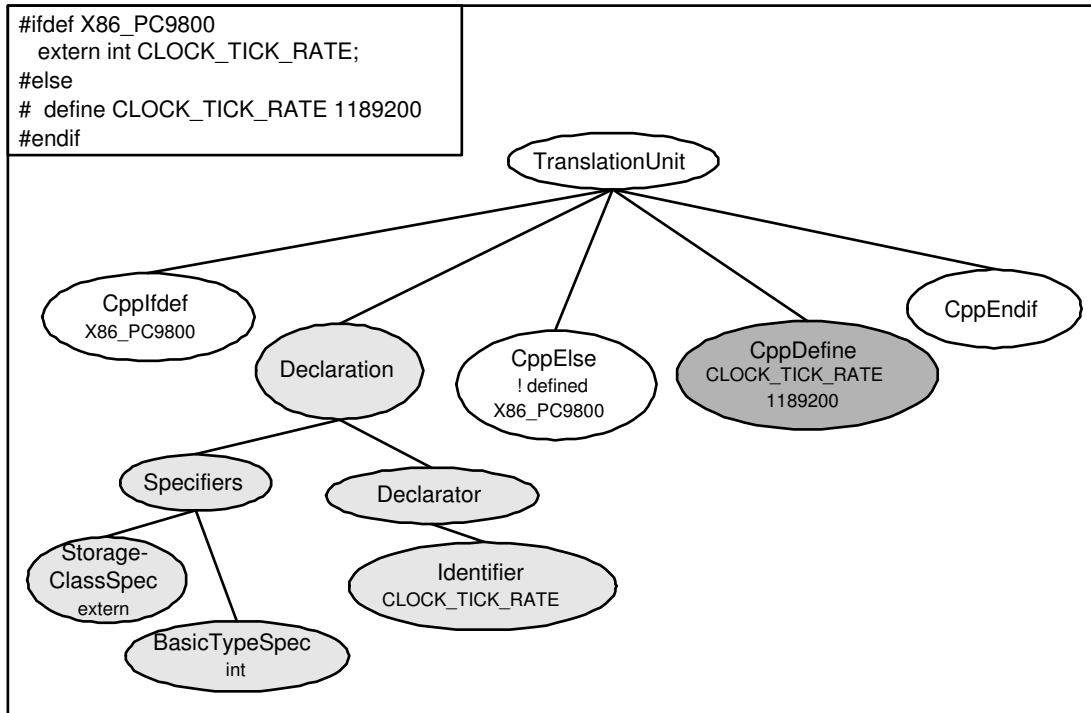 #ifdef X86_PC9800
extern int CLOCK_TICK_RATE;
#else
# define CLOCK_TICK_RATE 1189200
#endif
TranslationUnit
CppIfdef
X86_PC9800
Declaration
CppElse
! defined
X86_PC9800
CppDefine
CLOCK_TICK_RATE
1189200
CppEndif
Specifiers
Declarator
Storage-
ClassSpec
extern
Identifier
CLOCK_TICK_RATE
BasicTypeSpec
int